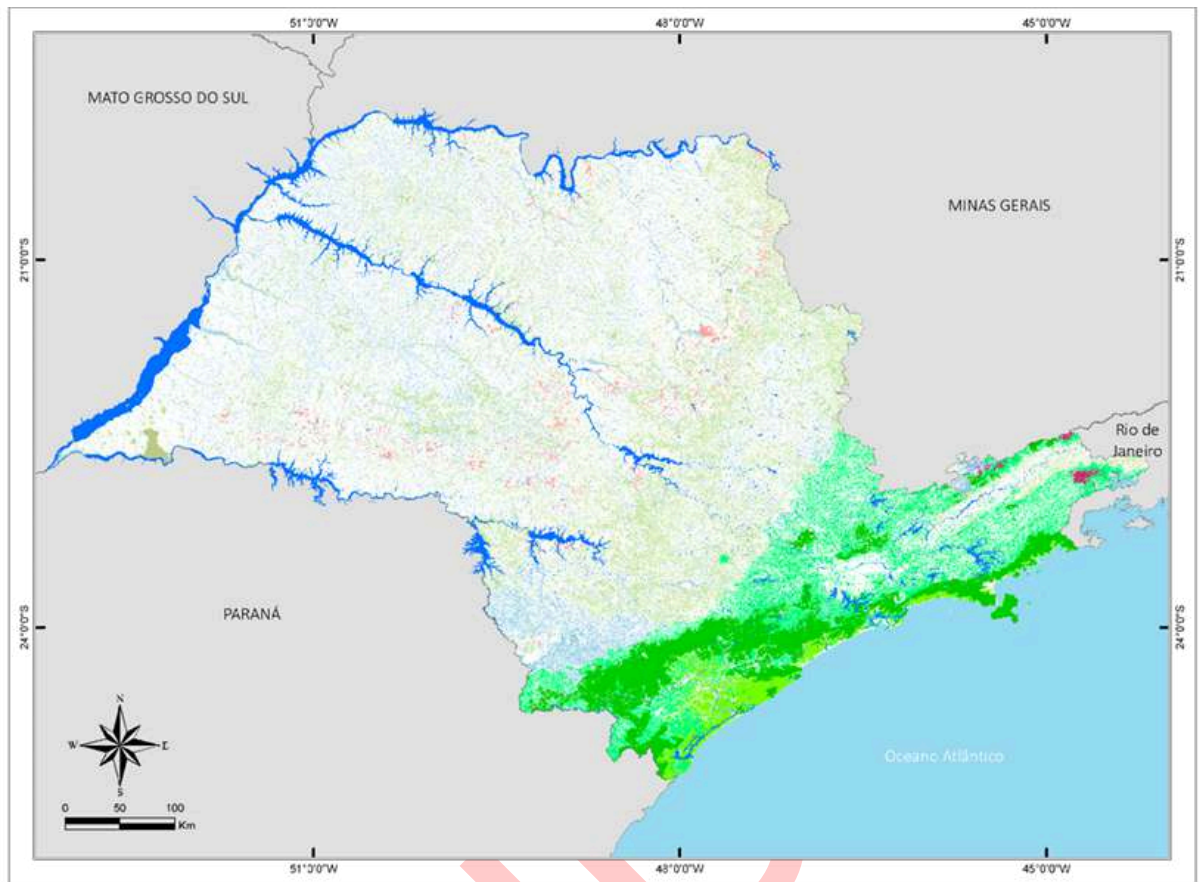 51°0'0"W 48°0'0"W 45°0'0"W
MATO GROSSO DO SUL
MINAS GERAIS
21°0'0"S 21°0'0"S
Rio de
Janeiro
PARANÁ
24°0'0"S 24°0'0"S
N
W E
S
Oceano Atlântico
0 50 100
Km
51°0'0"W 48°0'0"W 45°0'0"W